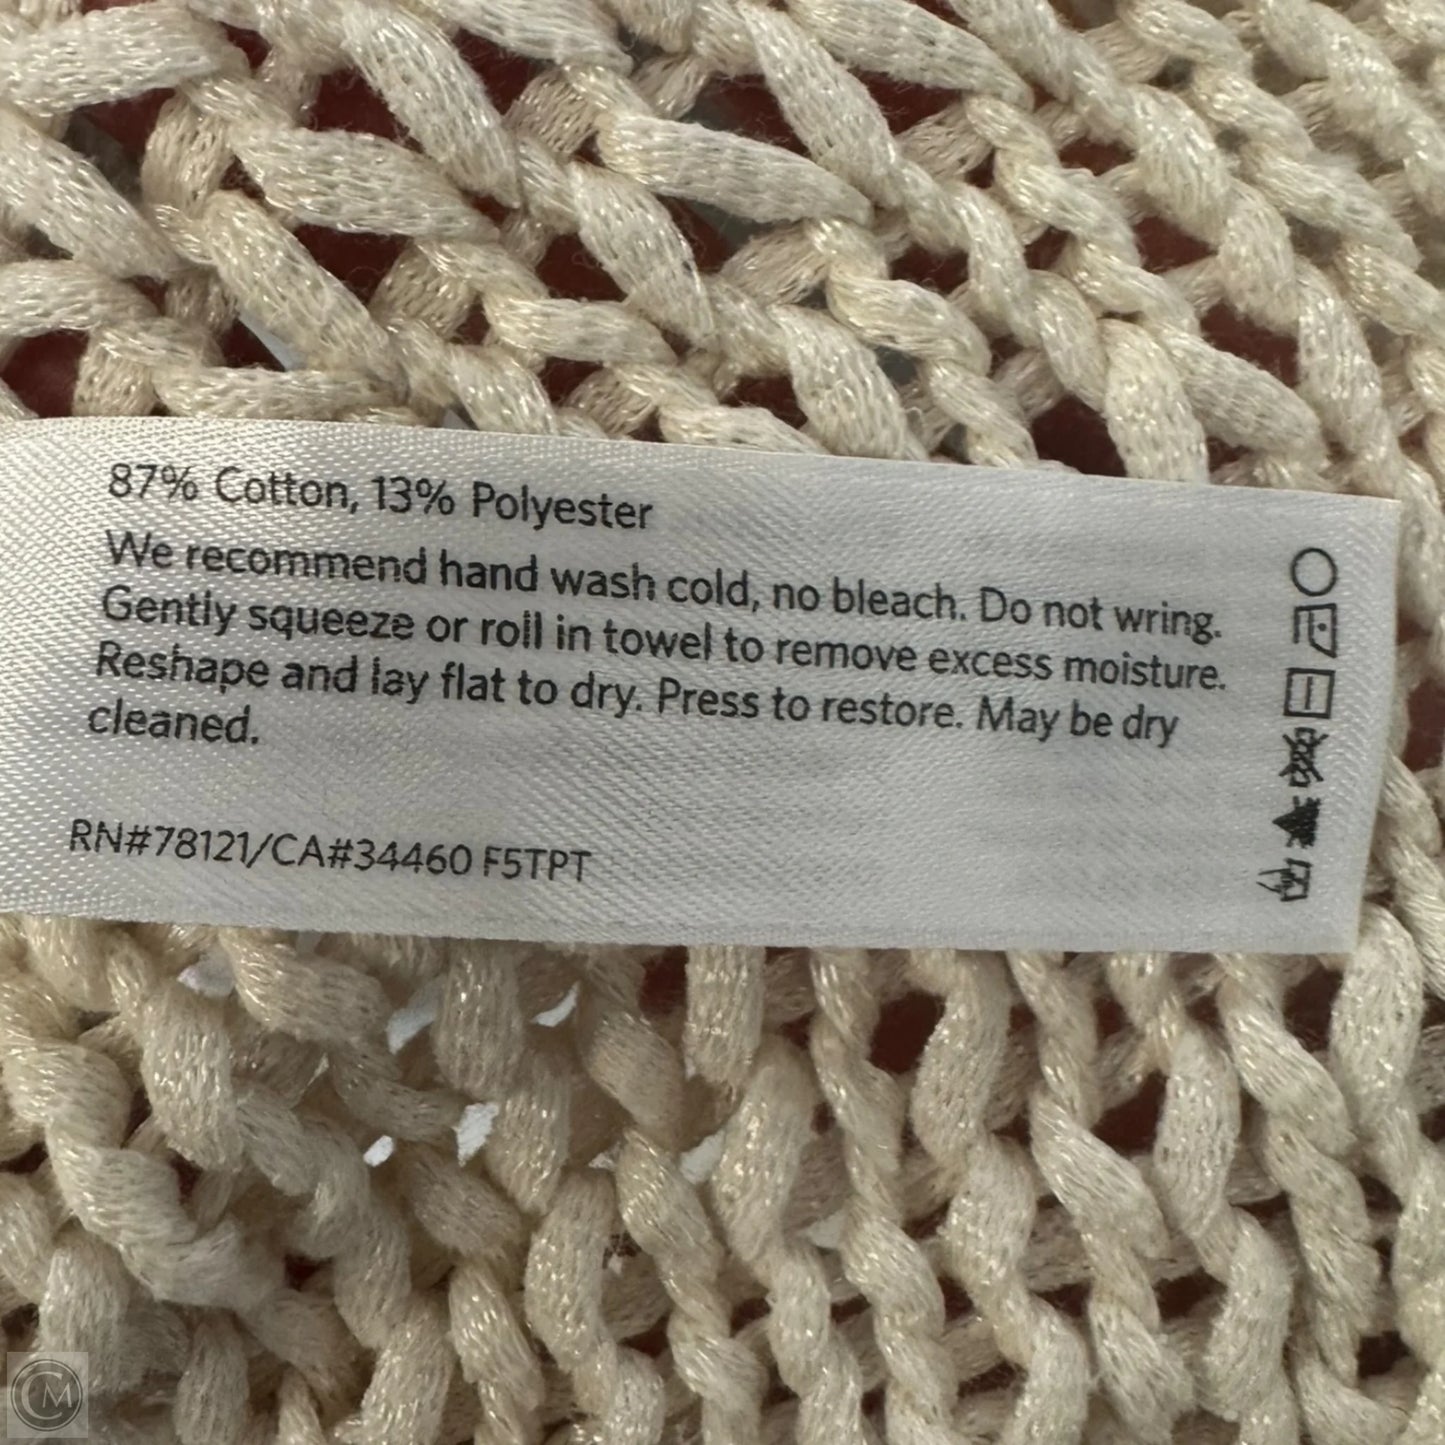 87% Cotton, 13% Polyester
We recommend hand wash cold, no bleach. Do not wring.
Gently squeeze or roll in towel to remove excess moisture.
Reshape and lay flat to dry. Press to restore. May be dry
cleaned.
RN#78121/CA#34460 F5TPT
CM